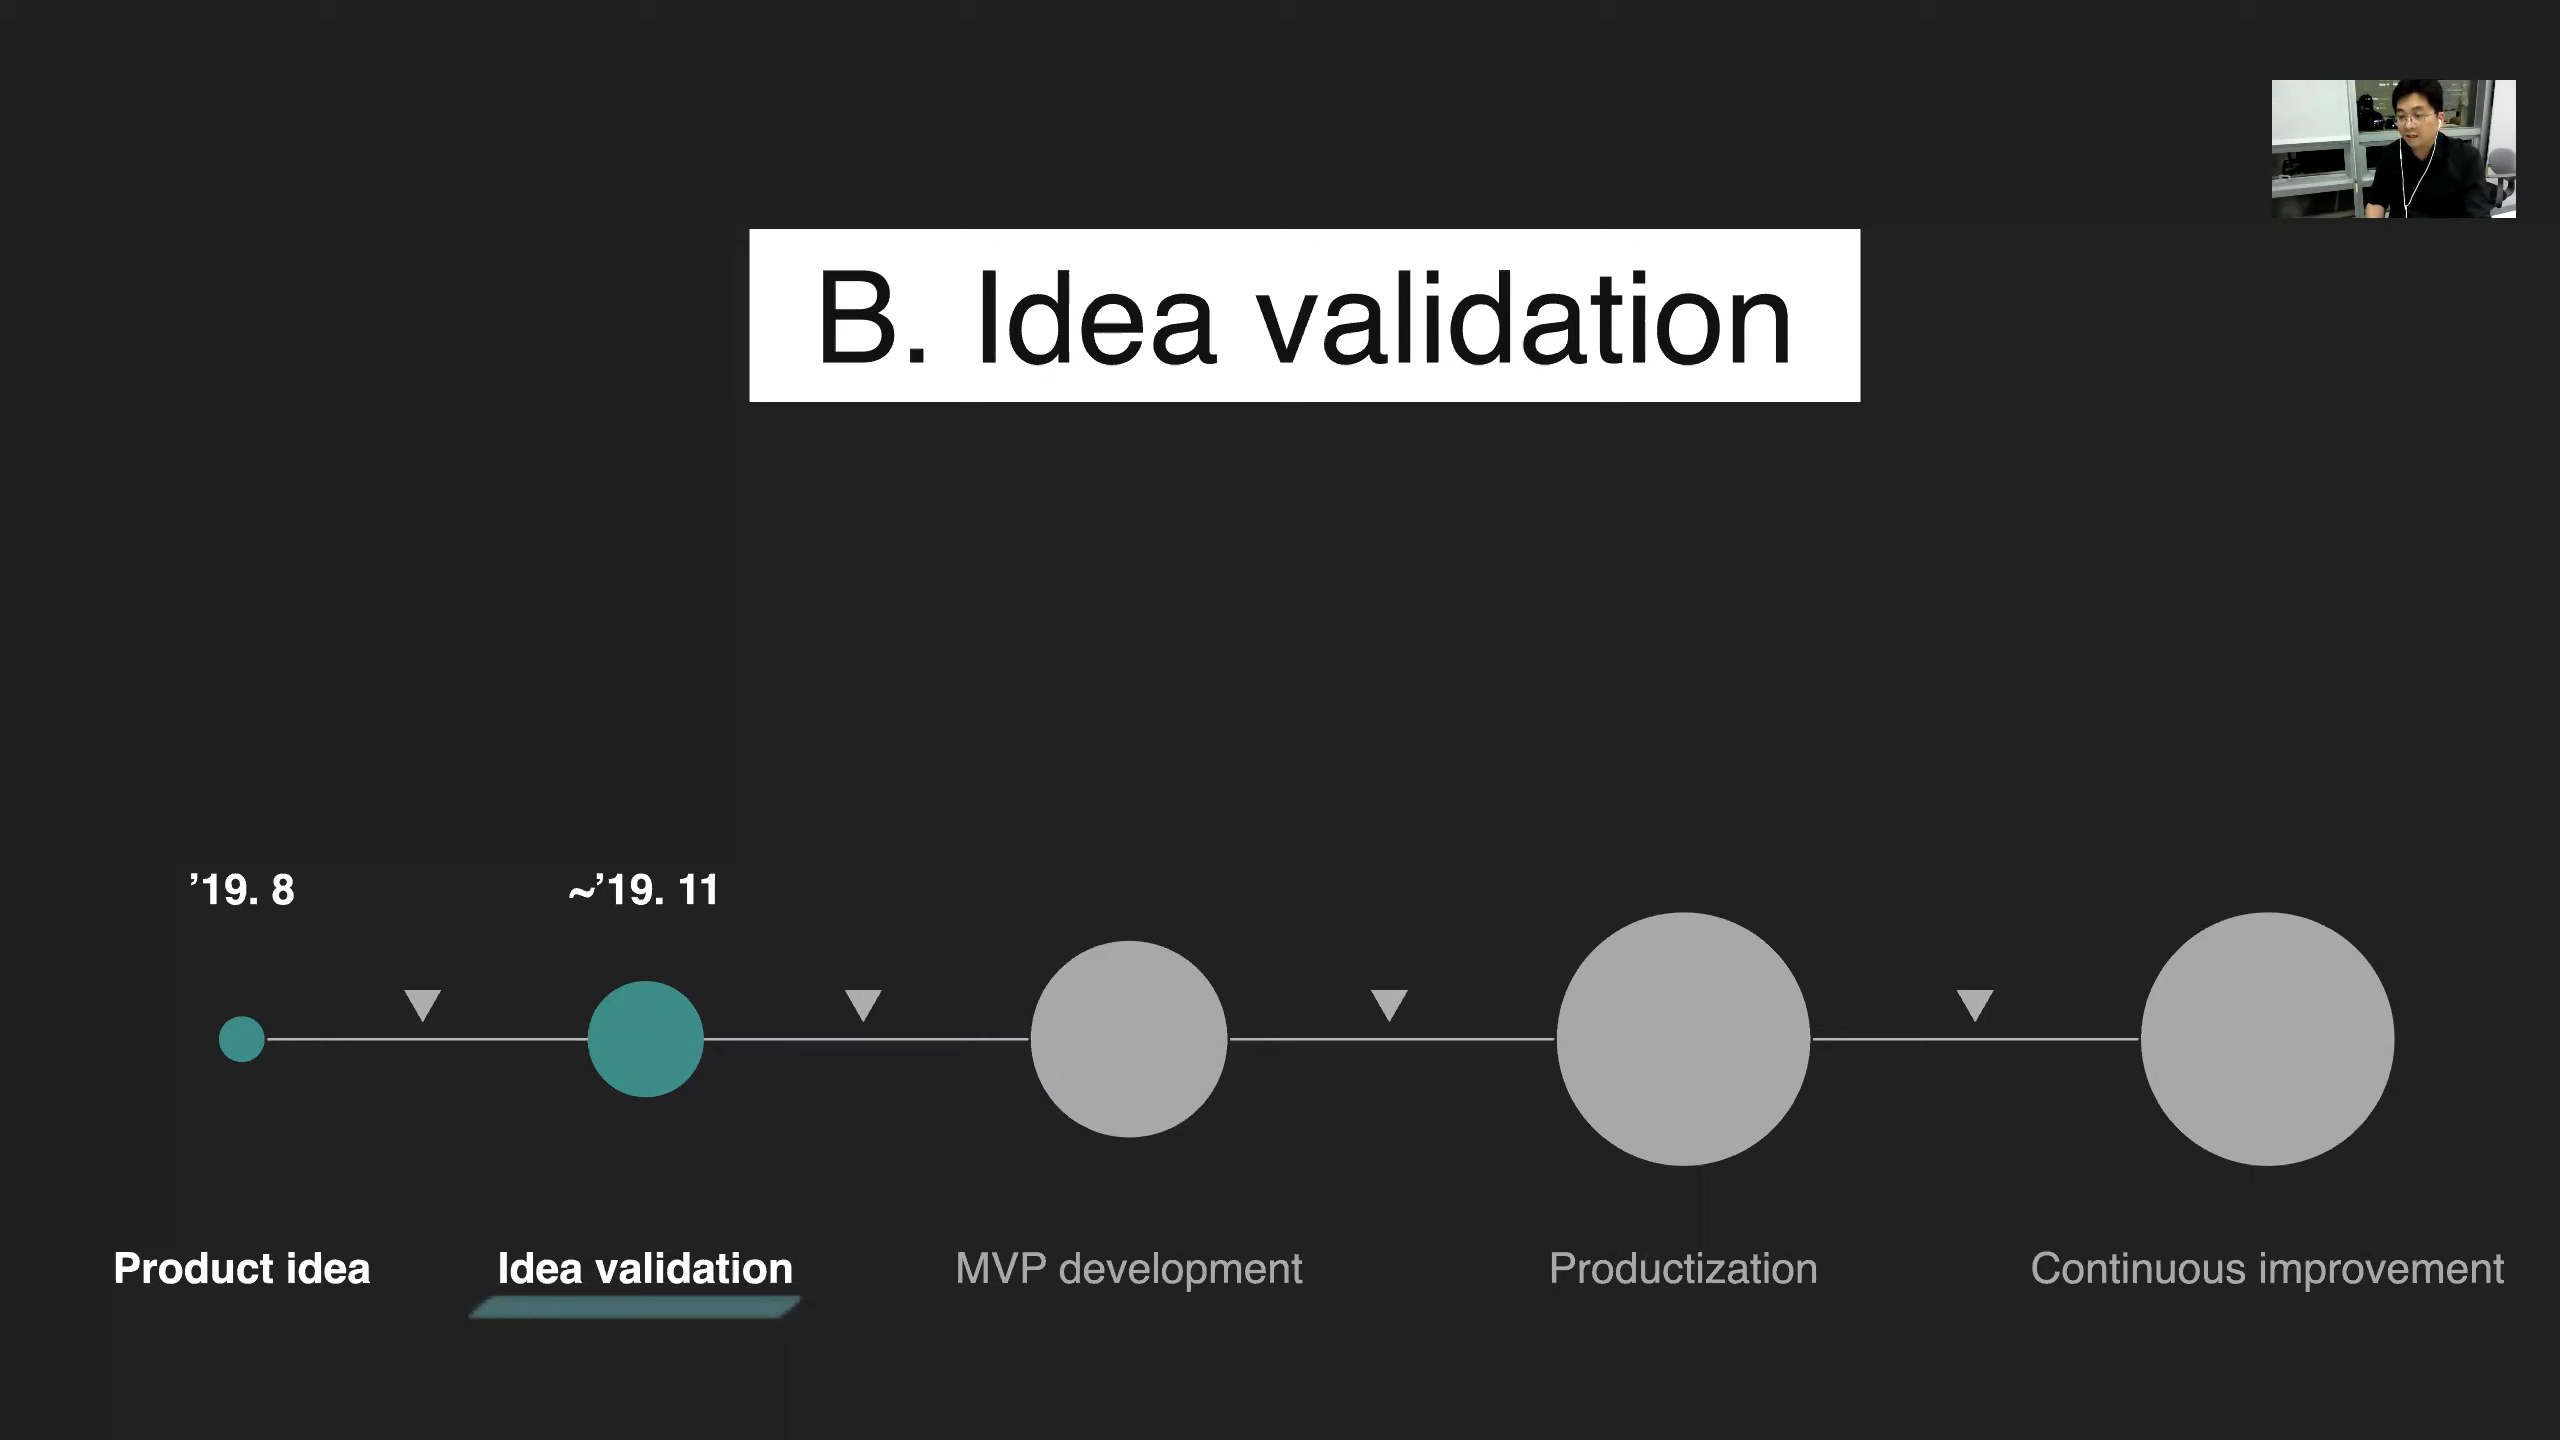 B. Idea validation
’19. 8
~’19. 11
Product idea
Idea validation
MVP development
Productization
Continuous improvement